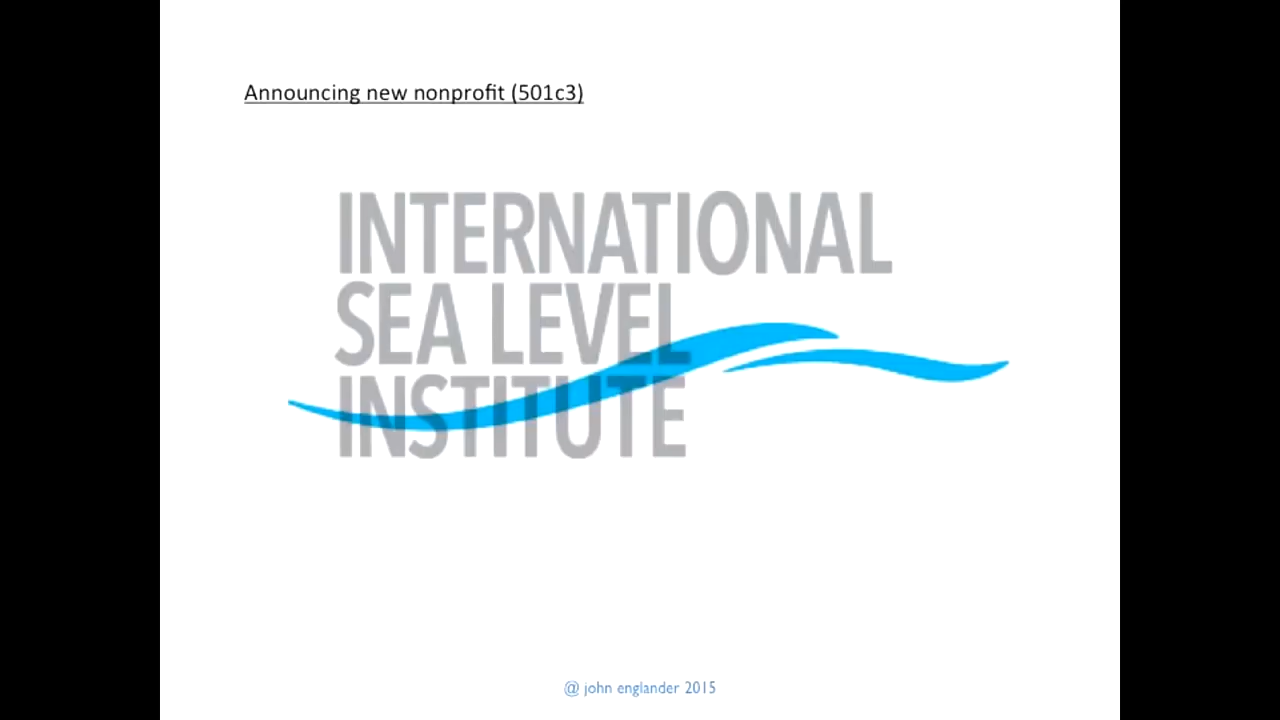 Announcing new nonprofit (501c3)
INTERNATIONAL
SEA LEVEL
INSTITUTE
@ john englander 2015